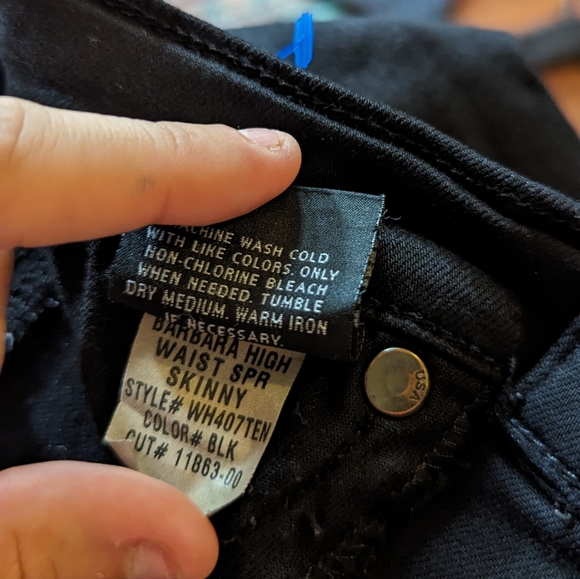 MACHINE WASH COLD
WITH LIKE COLORS. ONLY
NON-CHLORINE BLEACH
WHEN NEEDED. TUMBLE
DRY MEDIUM. WARM IRON
IF NECESSARY.
BARBARA HIGH
WAIST SPR
SKINNY
STYLE# WH407TEN
COLOR# BLK
CUT# 11863-00
USA